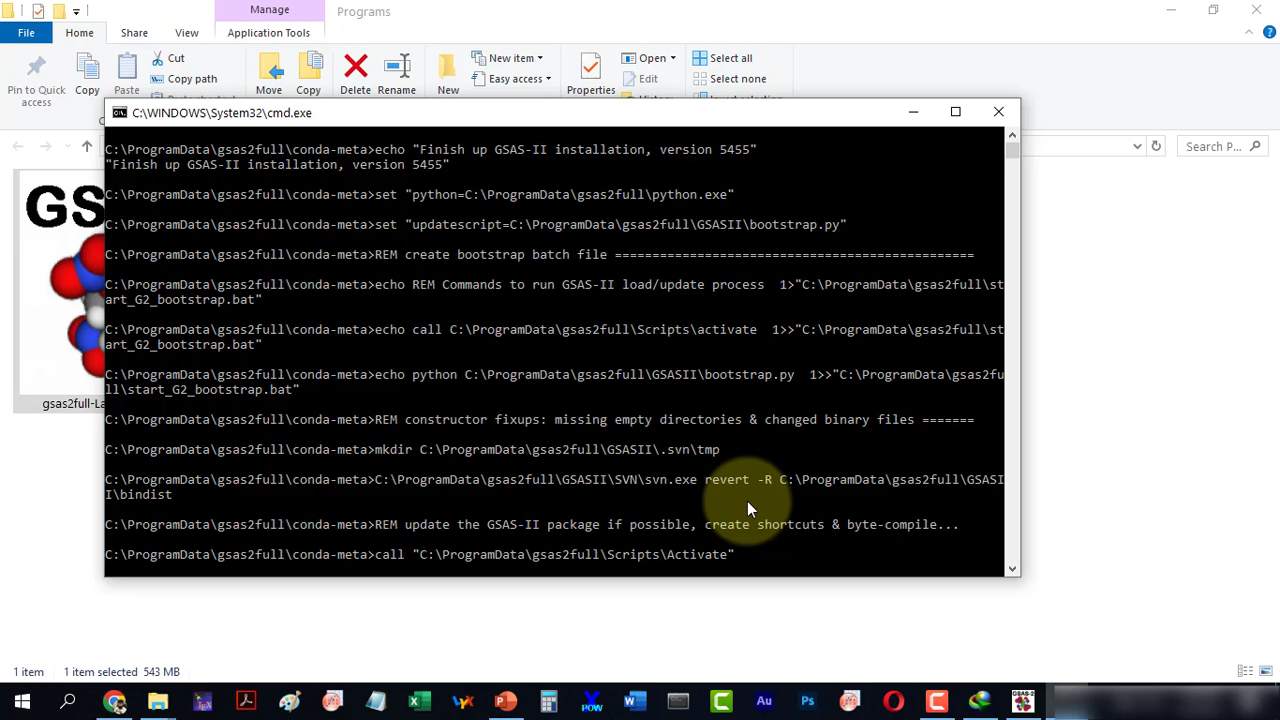 Manage
Programs
File
Home
Share
View
Application Tools
Pin to Quick access
Copy
Paste
Cut
Copy path
Move
Copy
Delete
Rename
New
New item
Easy access
Properties
Open
Edit
Select all
Select none
C:\WINDOWS\System32\cmd.exe
Search P...
C:\ProgramData\gsas2full\conda-meta>echo "Finish up GSAS-II installation, version 5455"
"Finish up GSAS-II installation, version 5455"
C:\ProgramData\gsas2full\conda-meta>set "python=C:\ProgramData\gsas2full\python.exe"
C:\ProgramData\gsas2full\conda-meta>set "updatescript=C:\ProgramData\gsas2full\GSASII\bootstrap.py"
C:\ProgramData\gsas2full\conda-meta>REM create bootstrap batch file ================================================
C:\ProgramData\gsas2full\conda-meta>echo REM Commands to run GSAS-II load/update process  1>"C:\ProgramData\gsas2full\st
art_G2_bootstrap.bat"
C:\ProgramData\gsas2full\conda-meta>echo call C:\ProgramData\gsas2full\Scripts\activate  1>>"C:\ProgramData\gsas2full\st
art_G2_bootstrap.bat"
C:\ProgramData\gsas2full\conda-meta>echo python C:\ProgramData\gsas2full\GSASII\bootstrap.py  1>>"C:\ProgramData\gsas2fu
ll\start_G2_bootstrap.bat"
C:\ProgramData\gsas2full\conda-meta>REM constructor fixups: missing empty directories & changed binary files =======
C:\ProgramData\gsas2full\conda-meta>mkdir C:\ProgramData\gsas2full\GSASII\.svn\tmp
C:\ProgramData\gsas2full\conda-meta>C:\ProgramData\gsas2full\GSASII\SVN\svn.exe revert -R C:\ProgramData\gsas2full\GSASI
I\bindist
C:\ProgramData\gsas2full\conda-meta>REM update the GSAS-II package if possible, create shortcuts & byte-compile...
C:\ProgramData\gsas2full\conda-meta>call "C:\ProgramData\gsas2full\Scripts\Activate"
1 item
1 item selected
543 MB